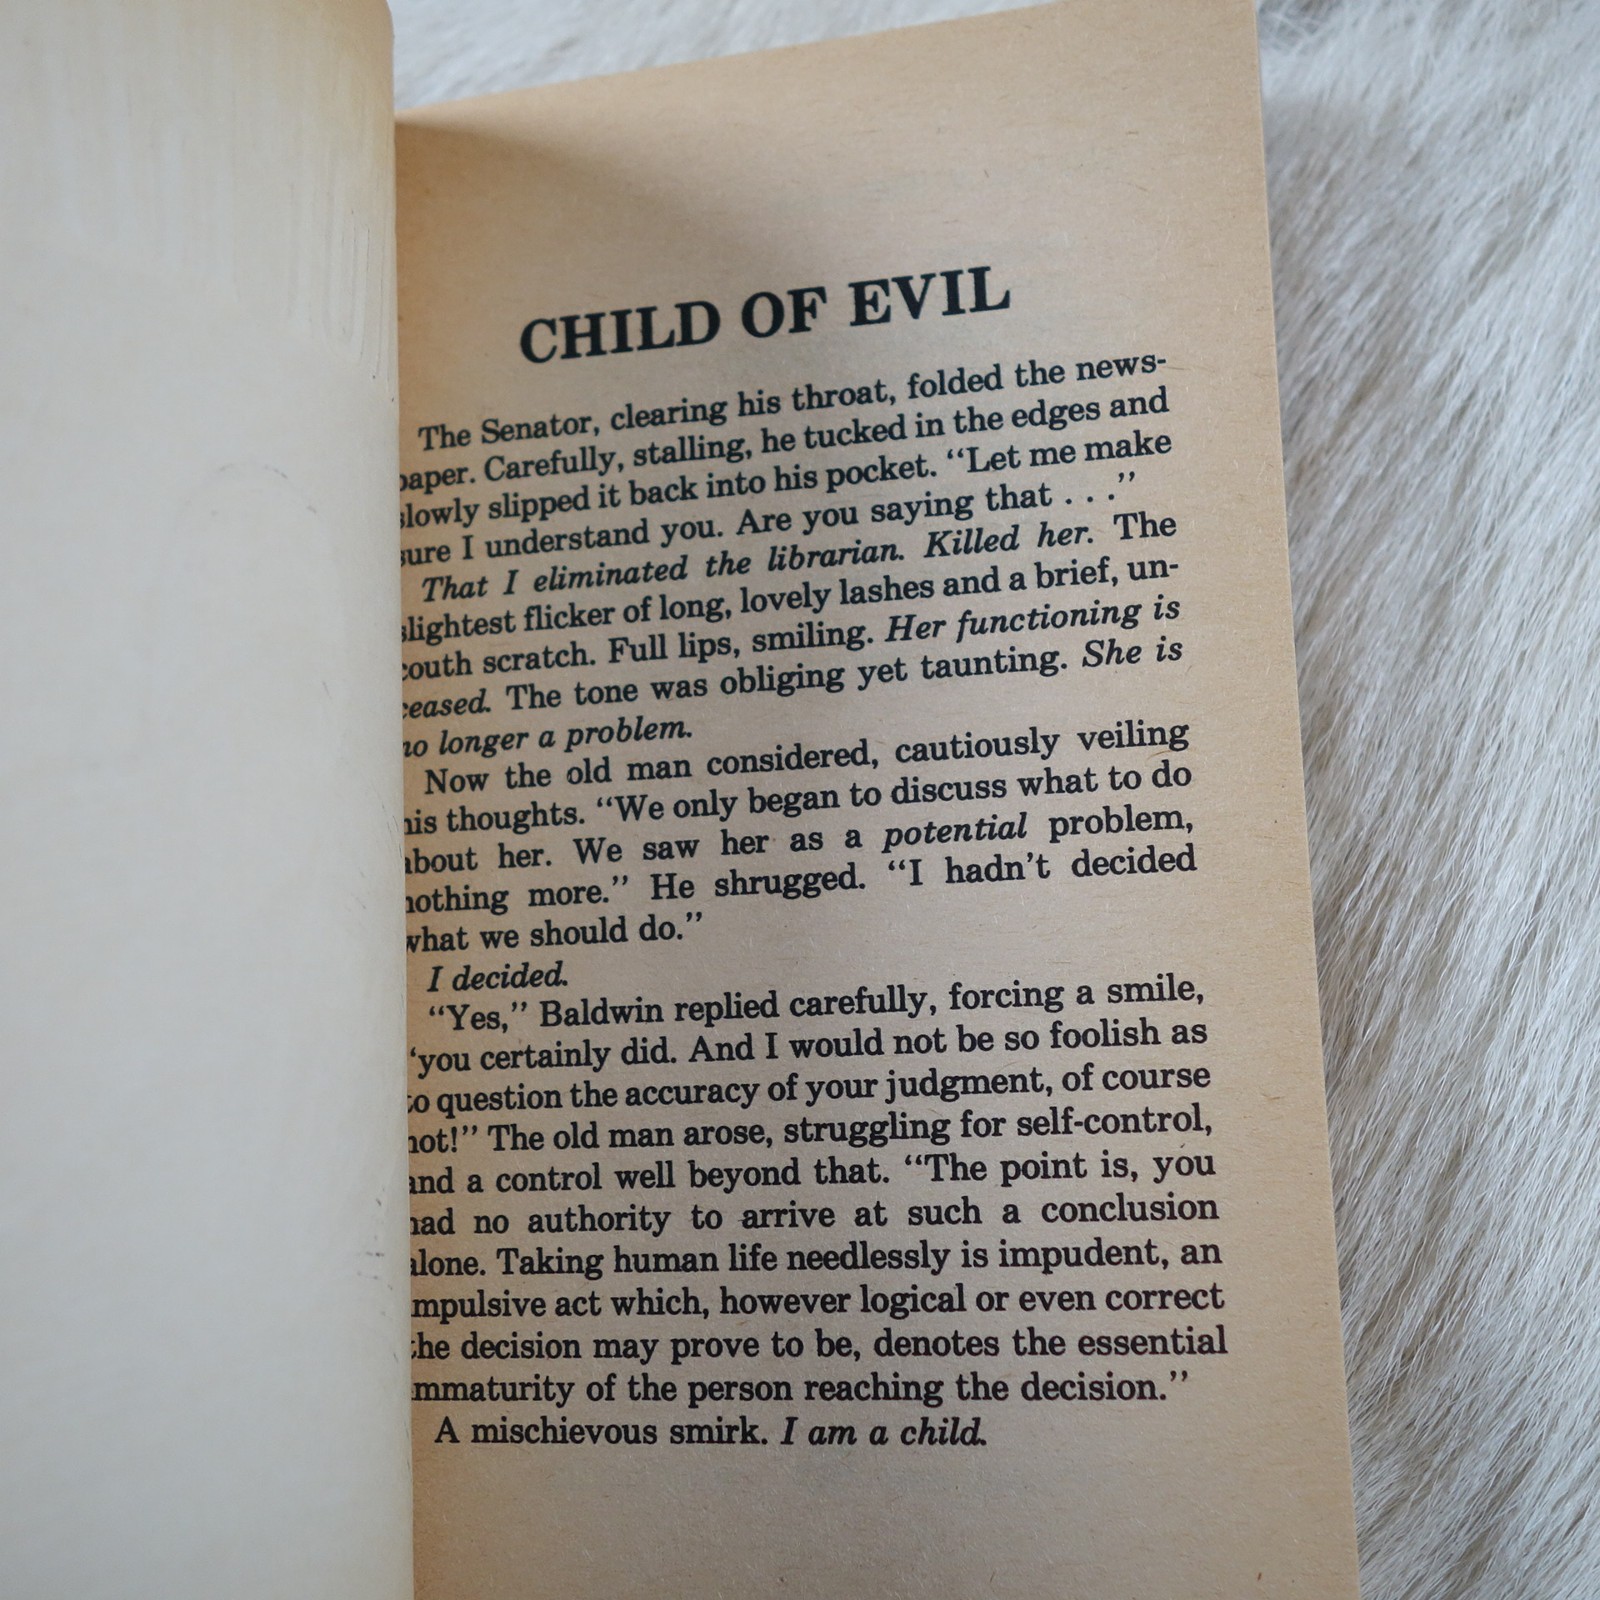 CHILD OF EVIL
The Senator, clearing his throat, folded the news-
paper. Carefully, stalling, he tucked in the edges and
slowly slipped it back into his pocket. “Let me make
sure I understand you. Are you saying that . . .”
That I eliminated the librarian. Killed her. The
slightest flicker of long, lovely lashes and a brief, un-
couth scratch. Full lips, smiling. Her functioning is
ceased. The tone was obliging yet taunting. She is
no longer a problem.
Now the old man considered, cautiously veiling
his thoughts. “We only began to discuss what to do
about her. We saw her as a potential problem,
nothing more.” He shrugged. “I hadn’t decided
what we should do.”
I decided.
“Yes,” Baldwin replied carefully, forcing a smile,
“you certainly did. And I would not be so foolish as
to question the accuracy of your judgment, of course
not!” The old man arose, struggling for self-control,
and a control well beyond that. “The point is, you
had no authority to arrive at such a conclusion
alone. Taking human life needlessly is impudent, an
impulsive act which, however logical or even correct
the decision may prove to be, denotes the essential
immaturity of the person reaching the decision.”
A mischievous smirk. I am a child.